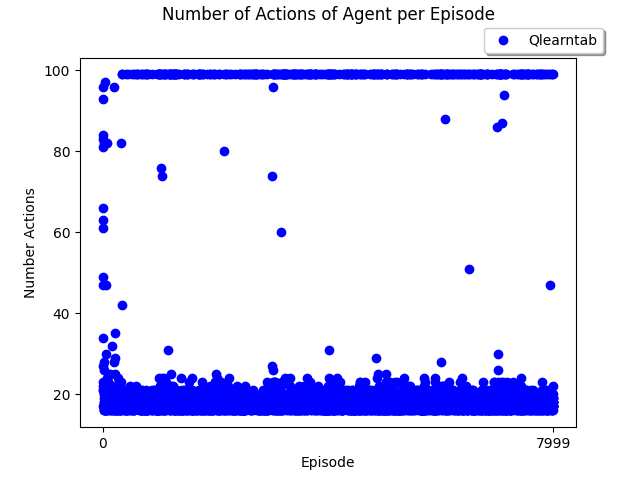 Number of Actions of Agent per Episode
Qlearntab
100
80
60
40
20
Number Actions
0
7999
Episode